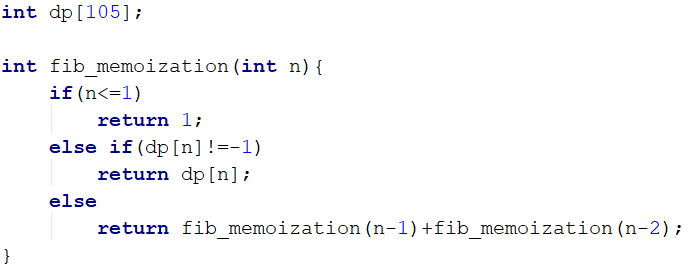 int dp[105];
int fib_memoization(int n){
    if(n<=1)
        return 1;
    else if(dp[n]!=-1)
        return dp[n];
    else
        return fib_memoization(n-1)+fib_memoization(n-2);
}